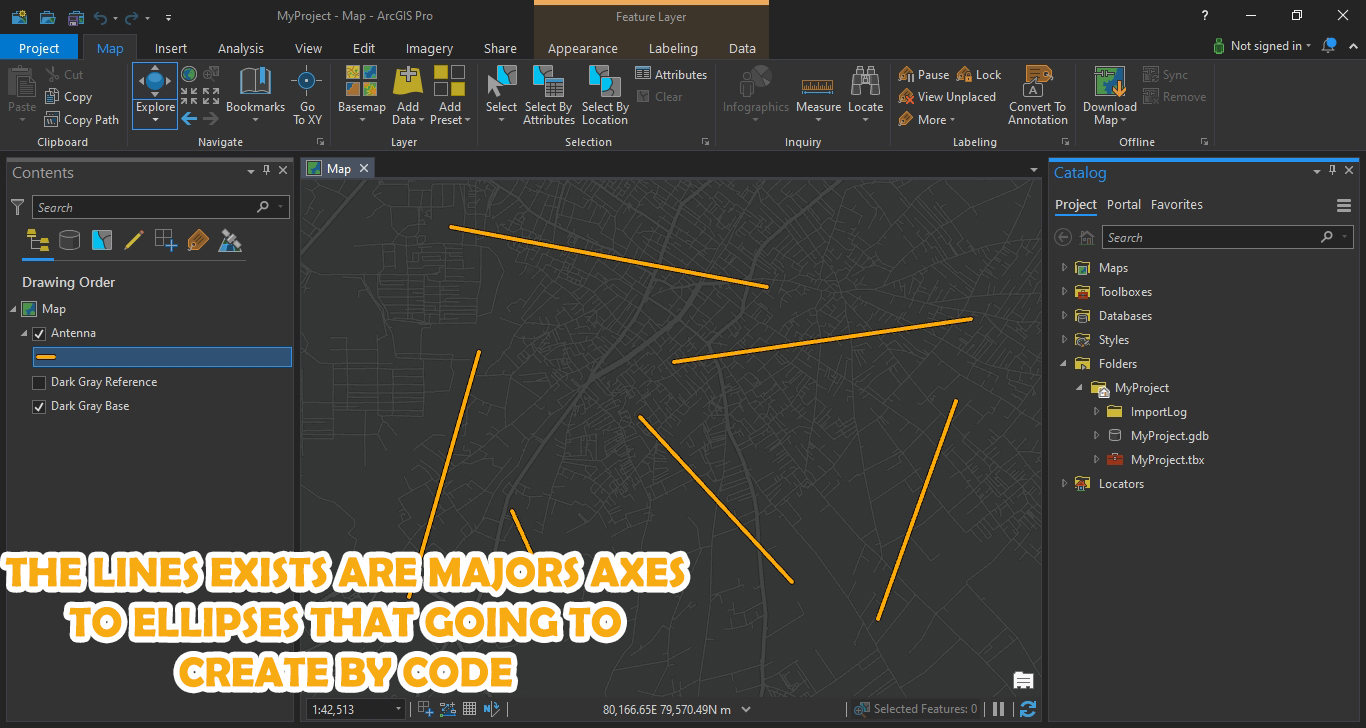 MyProject - Map - ArcGIS Pro
Feature Layer
?
Project Map Insert Analysis View Edit Imagery Share Appearance Labeling Data
Not signed in
Paste
Cut
Copy
Copy Path
Clipboard
Explore
Bookmarks
Go
To XY
Navigate
Basemap
Add
Data
Add
Preset
Layer
Select
Select By
Attributes
Select By
Location
Attributes
Clear
Selection
Infographics
Measure
Locate
Inquiry
Pause
Lock
View Unplaced
More
Convert To
Annotation
A
Labeling
Download
Map
Sync
Remove
Offline
Contents
Search
Drawing Order
Map
Antenna
Dark Gray Reference
Dark Gray Base
Map
THE LINES EXISTS ARE MAJORS AXES
TO ELLIPSES THAT GOING TO
CREATE BY CODE
1:42,513
80,166.65E 79,570.49N m
Selected Features: 0
Catalog
Project Portal Favorites
Search
Maps
Toolboxes
Databases
Styles
Folders
MyProject
ImportLog
MyProject.gdb
MyProject.tbx
Locators